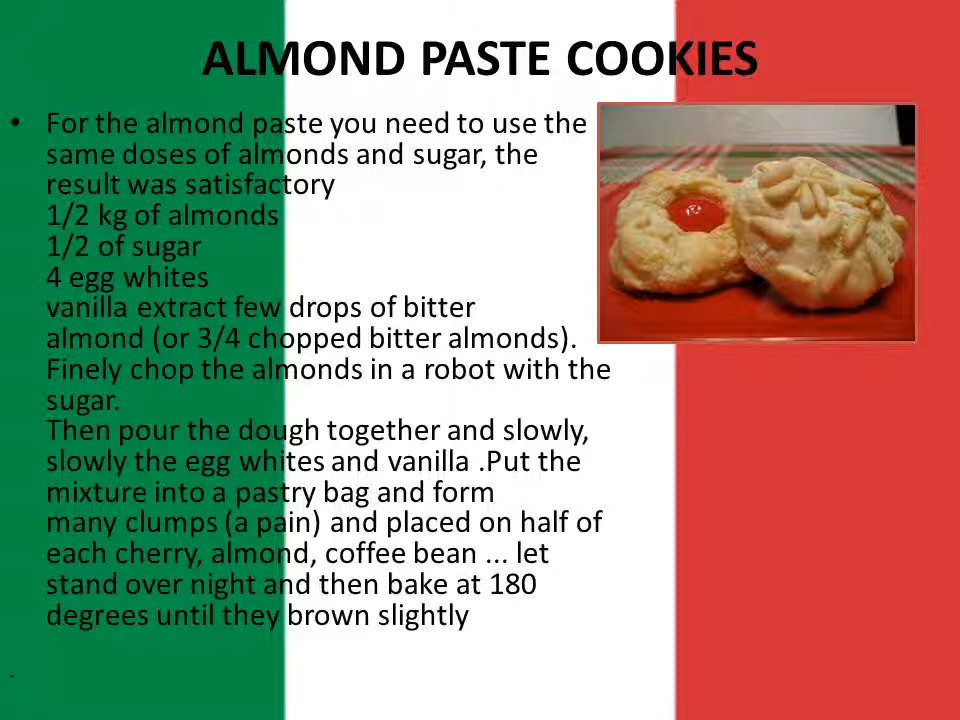 ALMOND PASTE COOKIES
• For the almond paste you need to use the
same doses of almonds and sugar, the
result was satisfactory
1/2 kg of almonds
1/2 of sugar
4 egg whites
vanilla extract few drops of bitter
almond (or 3/4 chopped bitter almonds).
Finely chop the almonds in a robot with the
sugar.
Then pour the dough together and slowly,
slowly the egg whites and vanilla .Put the
mixture into a pastry bag and form
many clumps (a pain) and placed on half of
each cherry, almond, coffee bean ... let
stand over night and then bake at 180
degrees until they brown slightly
.